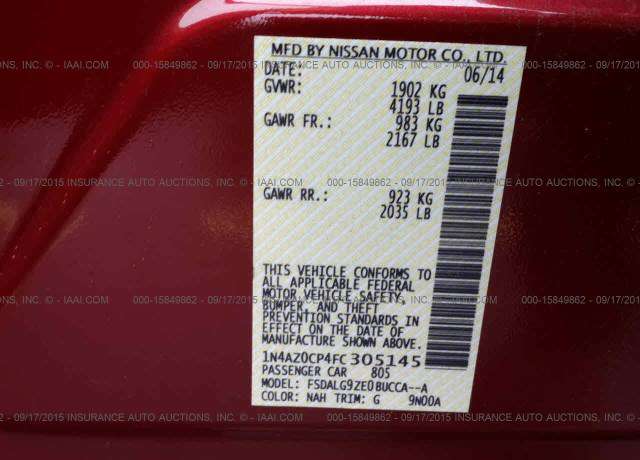 MFD BY NISSAN MOTOR CO., LTD.
DATE: 06/14
GVWR: 1902 KG
4193 LB
GAWR FR.: 983 KG
2167 LB
GAWR RR.: 923 KG
2035 LB
THIS VEHICLE CONFORMS TO
ALL APPLICABLE FEDERAL
MOTOR VEHICLE SAFETY,
BUMPER, AND THEFT
PREVENTION STANDARDS IN
EFFECT ON THE DATE OF
MANUFACTURE SHOWN ABOVE.
1N4AZ0CP4FC305145
PASSENGER CAR 805
MODEL: FSDALG9ZE0BUCCA--A
COLOR: NAH TRIM: G 9N00A
000-15849862 - 09/17/2015 INSURANCE AUTO AUCTIONS, INC. © - IAAI.COM